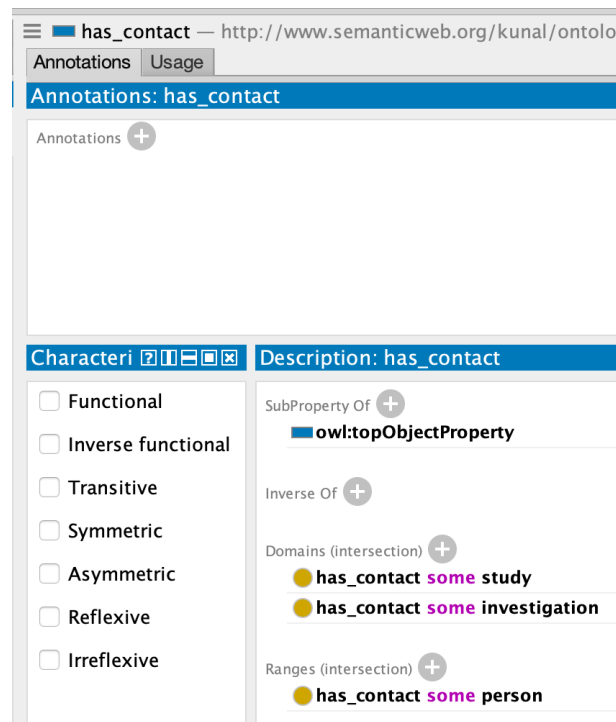 has_contact — http://www.semanticweb.org/kunal/ontolo
Annotations Usage
Annotations: has_contact
Annotations
Characteri
Functional
Inverse functional
Transitive
Symmetric
Asymmetric
Reflexive
Irreflexive
Description: has_contact
SubProperty Of
owl:topObjectProperty
Inverse Of
Domains (intersection)
has_contact some study
has_contact some investigation
Ranges (intersection)
has_contact some person